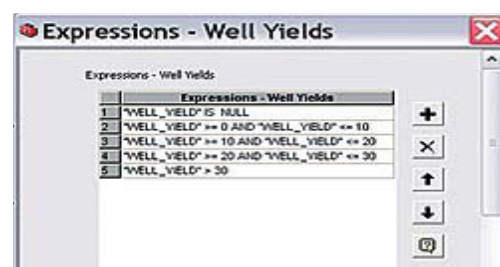 Expressions - Well Yields
Expressions - Well Yields
Expressions - Well Yields
1 "WELL_YIELD" IS NULL
2 "WELL_YIELD" >= 0 AND "WELL_YIELD" <= 10
3 "WELL_YIELD" >= 10 AND "WELL_YIELD" <= 20
4 "WELL_YIELD" >= 20 AND "WELL_YIELD" <= 30
5 "WELL_YIELD" > 30